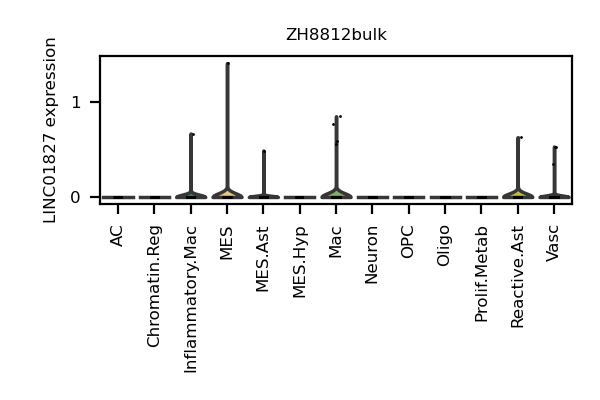 ZH8812bulk
LINC01827 expression
1
0
AC
Chromatin.Reg
Inflammatory.Mac
MES
MES.Ast
MES.Hyp
Mac
Neuron
OPC
Oligo
Prolif.Metab
Reactive.Ast
Vasc